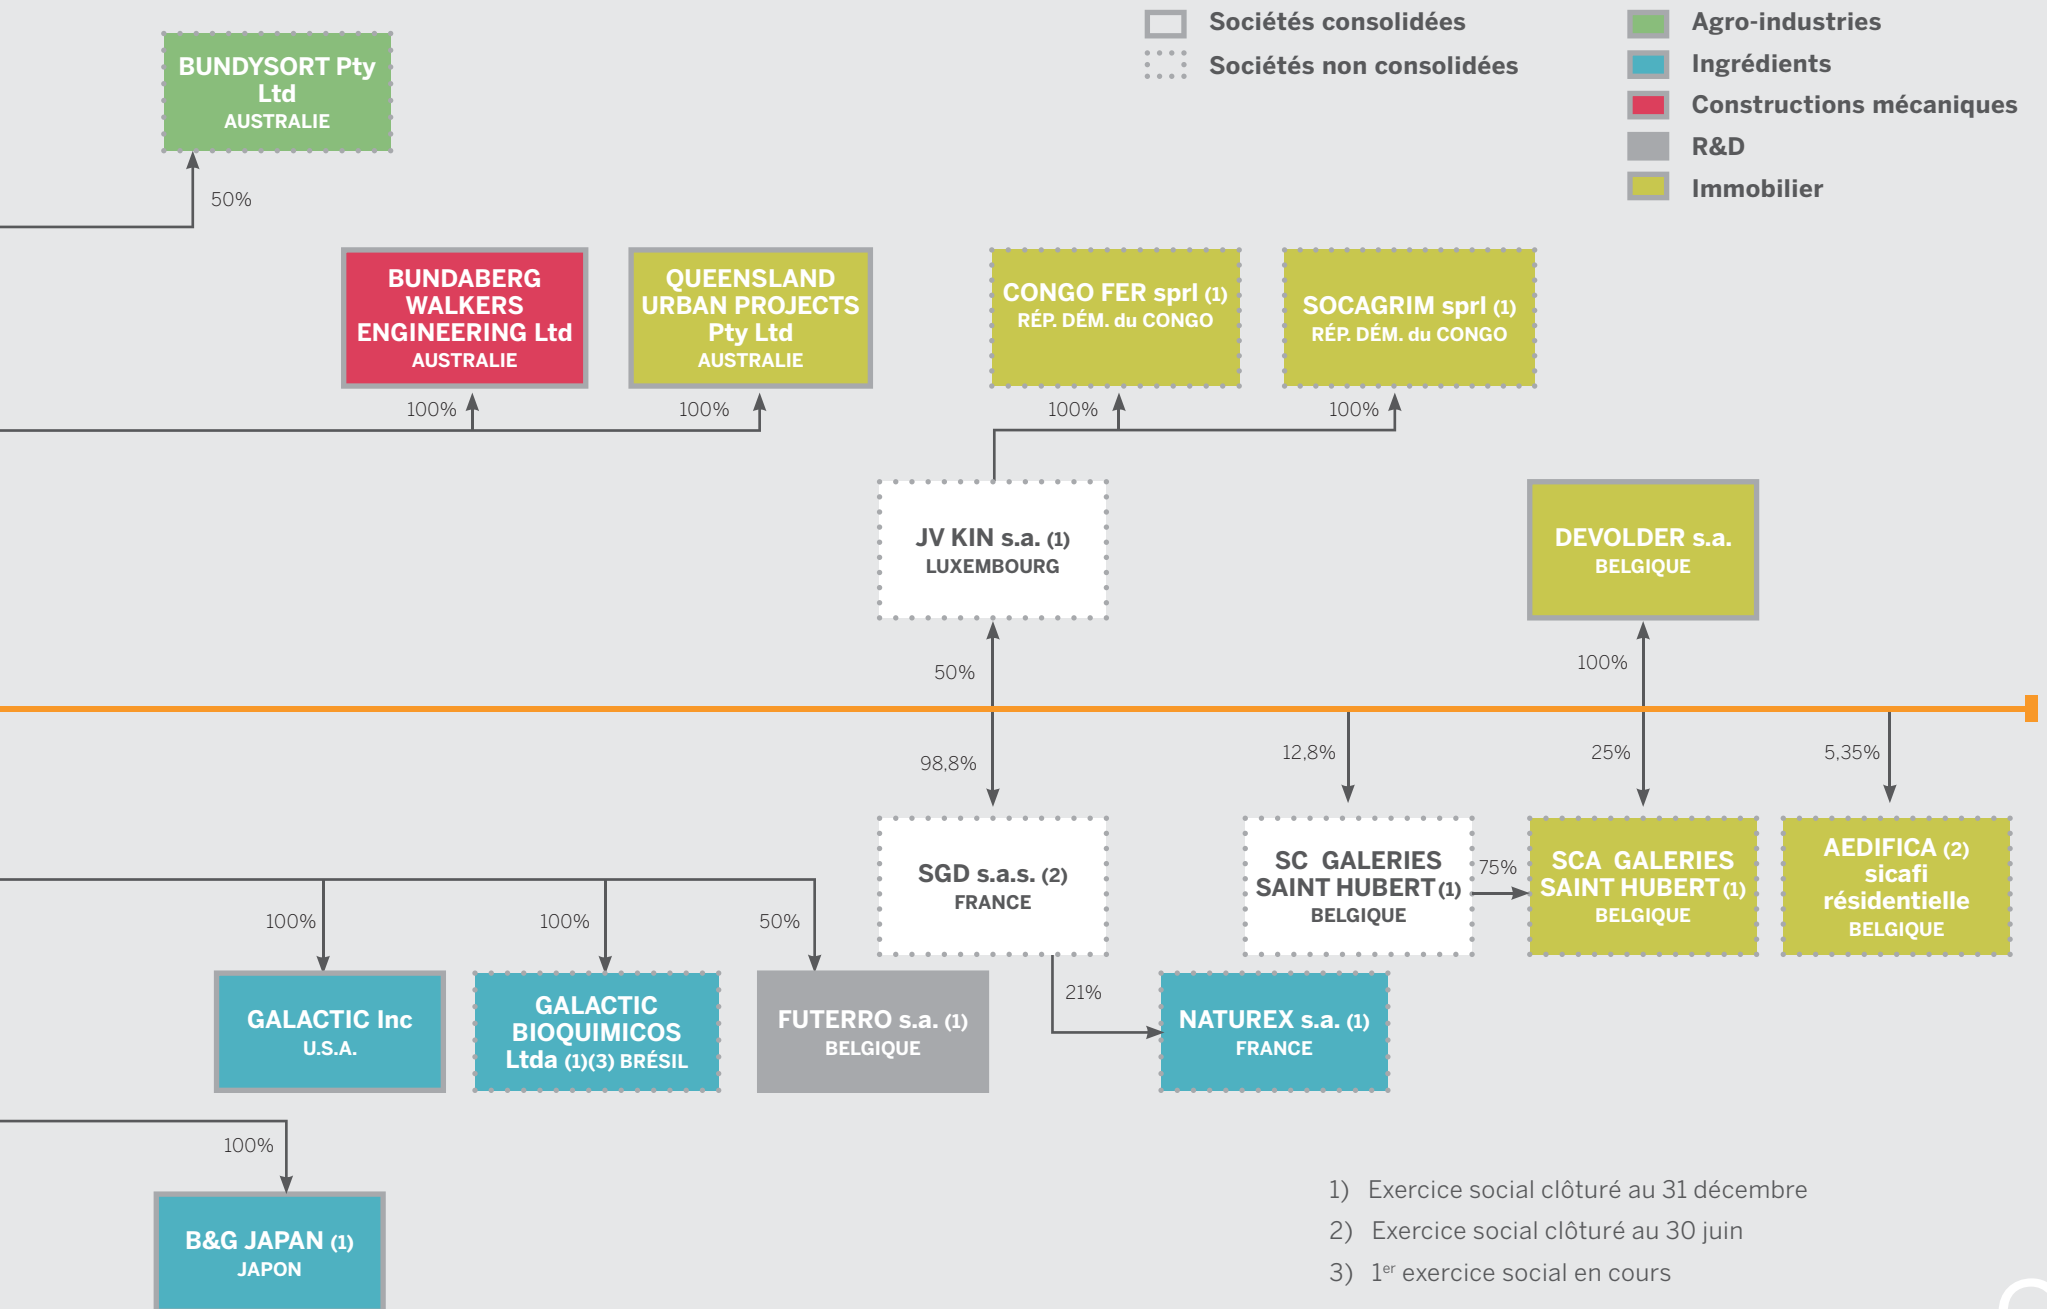 Sociétés consolidées
Sociétés non consolidées
Agro-industries
Ingrédients
Constructions mécaniques
R&D
Immobilier
BUNDYSORT Pty
Ltd
AUSTRALIE
50%
BUNDABERG
WALKERS
ENGINEERING Ltd
AUSTRALIE
QUEENSLAND
URBAN PROJECTS
Pty Ltd
AUSTRALIE
CONGO FER sprl (1)
RÉP. DÉM. du CONGO
SOCAGRIM sprl (1)
RÉP. DÉM. du CONGO
100%
100%
100%
100%
JV KIN s.a. (1)
LUXEMBOURG
DEVOLDER s.a.
BELGIQUE
50%
100%
98,8%
12,8%
25%
5,35%
SGD s.a.s. (2)
FRANCE
SC GALERIES
SAINT HUBERT (1)
BELGIQUE
75%
SCA GALERIES
SAINT HUBERT (1)
BELGIQUE
AEDIFICA (2)
sicafi
résidentielle
BELGIQUE
100%
100%
50%
21%
GALACTIC Inc
U.S.A.
GALACTIC
BIOQUIMICOS
Ltda (1)(3) BRÉSIL
FUTERRO s.a. (1)
BELGIQUE
NATUREX s.a. (1)
FRANCE
100%
B&G JAPAN (1)
JAPON
1) Exercice social clôturé au 31 décembre
2) Exercice social clôturé au 30 juin
3) 1er exercice social en cours